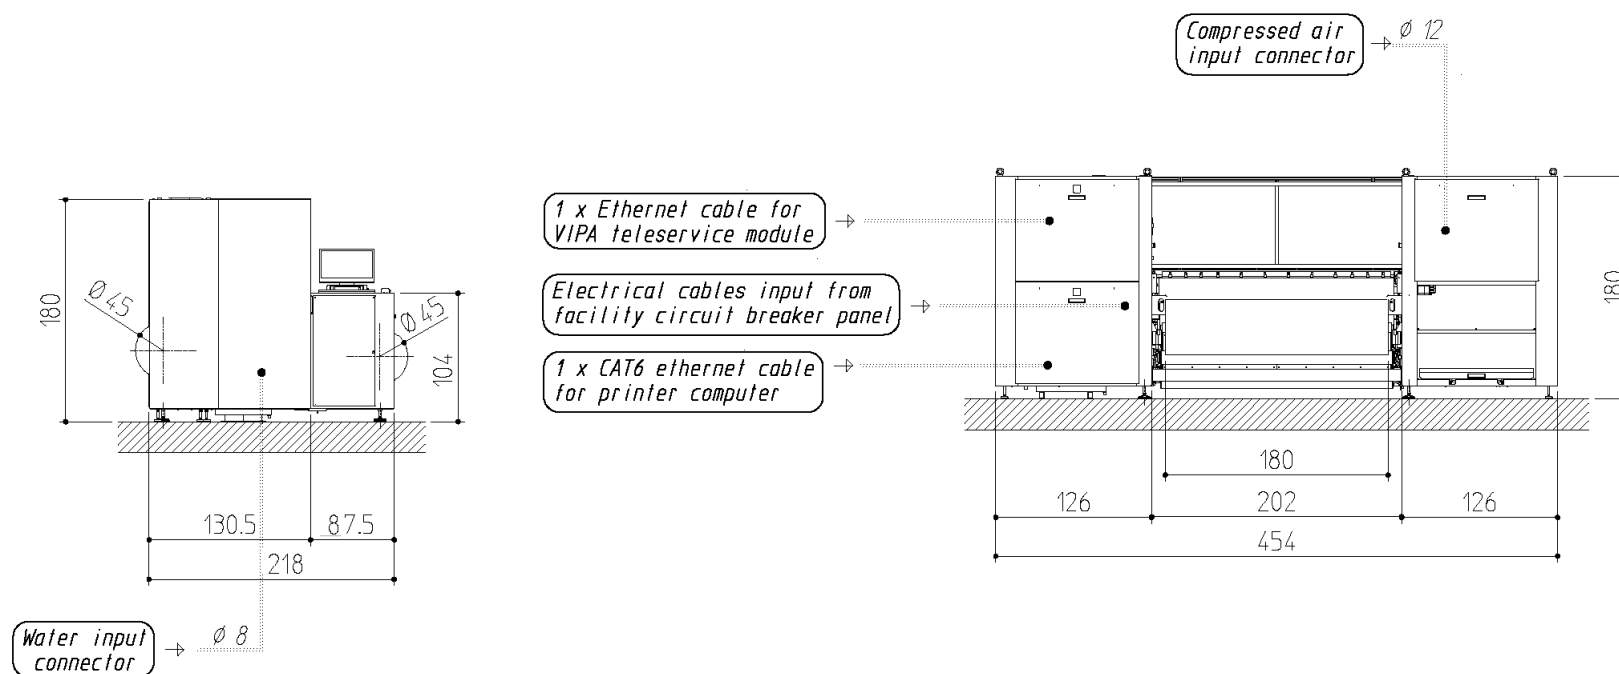 Compressed air
input connector
Ø 12
1 x Ethernet cable for
VIPA teleservice module
Electrical cables input from
facility circuit breaker panel
1 x CAT6 ethernet cable
for printer computer
180
Ø 45
Ø 45
104
130.5
87.5
218
Water input
connector
Ø 8
180
180
126
202
126
454